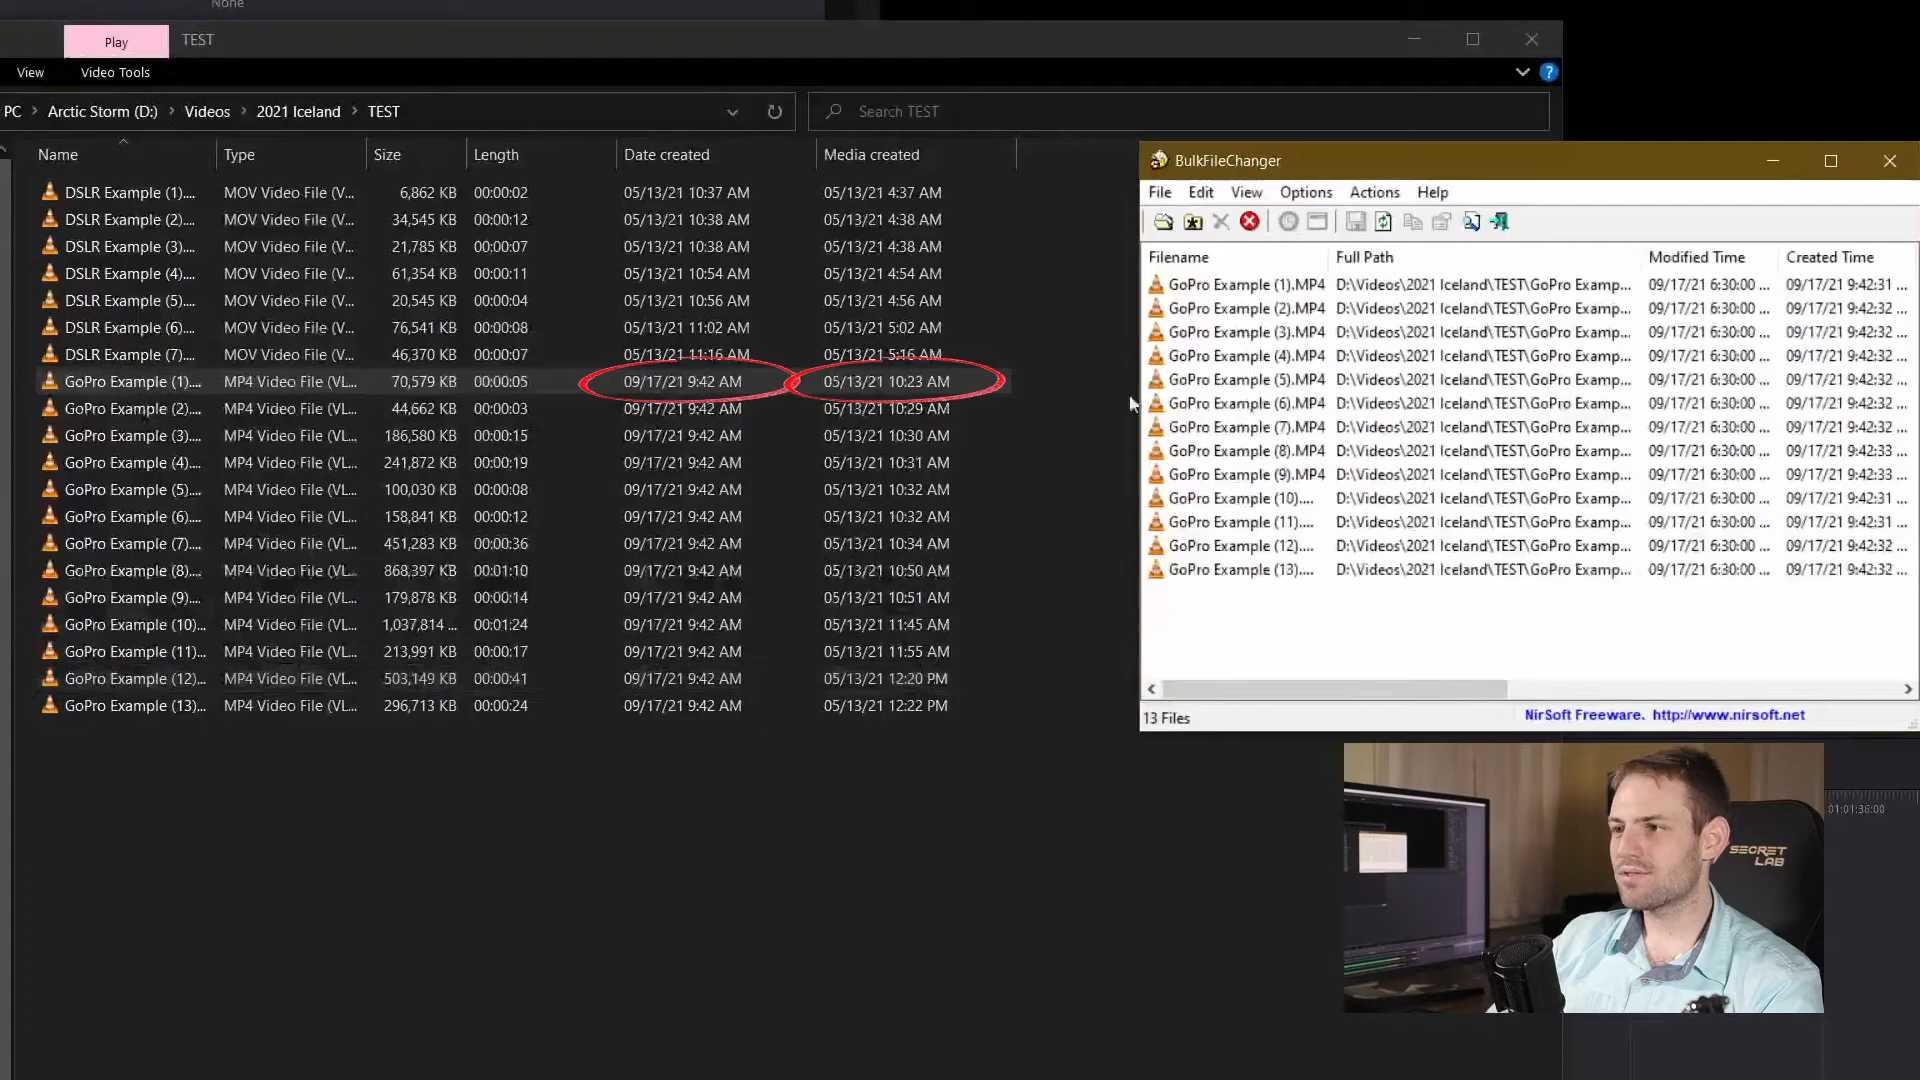 None
Play TEST
View Video Tools
PC Arctic Storm (D:) Videos 2021 Iceland TEST Search TEST
Name Type Size Length Date created Media created
DSLR Example (1).... MOV Video File (V... 6,862 KB 00:00:02 05/13/21 10:37 AM 05/13/21 4:37 AM
DSLR Example (2).... MOV Video File (V... 34,545 KB 00:00:12 05/13/21 10:38 AM 05/13/21 4:38 AM
DSLR Example (3).... MOV Video File (V... 21,785 KB 00:00:07 05/13/21 10:38 AM 05/13/21 4:38 AM
DSLR Example (4).... MOV Video File (V... 61,354 KB 00:00:11 05/13/21 10:54 AM 05/13/21 4:54 AM
DSLR Example (5).... MOV Video File (V... 20,545 KB 00:00:04 05/13/21 10:56 AM 05/13/21 4:56 AM
DSLR Example (6).... MOV Video File (V... 76,541 KB 00:00:08 05/13/21 11:02 AM 05/13/21 5:02 AM
DSLR Example (7).... MOV Video File (V... 46,370 KB 00:00:07 05/13/21 11:16 AM 05/13/21 5:16 AM
GoPro Example (1).... MP4 Video File (VL... 70,579 KB 00:00:05 09/17/21 9:42 AM 05/13/21 10:23 AM
GoPro Example (2).... MP4 Video File (VL... 44,662 KB 00:00:03 09/17/21 9:42 AM 05/13/21 10:29 AM
GoPro Example (3).... MP4 Video File (VL... 186,580 KB 00:00:15 09/17/21 9:42 AM 05/13/21 10:30 AM
GoPro Example (4).... MP4 Video File (VL... 241,872 KB 00:00:19 09/17/21 9:42 AM 05/13/21 10:31 AM
GoPro Example (5).... MP4 Video File (VL... 100,030 KB 00:00:08 09/17/21 9:42 AM 05/13/21 10:32 AM
GoPro Example (6).... MP4 Video File (VL... 158,841 KB 00:00:12 09/17/21 9:42 AM 05/13/21 10:32 AM
GoPro Example (7).... MP4 Video File (VL... 451,283 KB 00:00:36 09/17/21 9:42 AM 05/13/21 10:34 AM
GoPro Example (8).... MP4 Video File (VL... 868,397 KB 00:01:10 09/17/21 9:42 AM 05/13/21 10:50 AM
GoPro Example (9).... MP4 Video File (VL... 179,878 KB 00:00:14 09/17/21 9:42 AM 05/13/21 10:51 AM
GoPro Example (10)... MP4 Video File (VL... 1,037,814 ... 00:01:24 09/17/21 9:42 AM 05/13/21 11:45 AM
GoPro Example (11)... MP4 Video File (VL... 213,991 KB 00:00:17 09/17/21 9:42 AM 05/13/21 11:55 AM
GoPro Example (12)... MP4 Video File (VL... 503,149 KB 00:00:41 09/17/21 9:42 AM 05/13/21 12:20 PM
GoPro Example (13)... MP4 Video File (VL... 296,713 KB 00:00:24 09/17/21 9:42 AM 05/13/21 12:22 PM
BulkFileChanger
File Edit View Options Actions Help
Filename Full Path Modified Time Created Time
GoPro Example (1).MP4 D:\Videos\2021 Iceland\TEST\GoPro Examp... 09/17/21 6:30:00 ... 09/17/21 9:42:31 ...
GoPro Example (2).MP4 D:\Videos\2021 Iceland\TEST\GoPro Examp... 09/17/21 6:30:00 ... 09/17/21 9:42:32 ...
GoPro Example (3).MP4 D:\Videos\2021 Iceland\TEST\GoPro Examp... 09/17/21 6:30:00 ... 09/17/21 9:42:32 ...
GoPro Example (4).MP4 D:\Videos\2021 Iceland\TEST\GoPro Examp... 09/17/21 6:30:00 ... 09/17/21 9:42:32 ...
GoPro Example (5).MP4 D:\Videos\2021 Iceland\TEST\GoPro Examp... 09/17/21 6:30:00 ... 09/17/21 9:42:32 ...
GoPro Example (6).MP4 D:\Videos\2021 Iceland\TEST\GoPro Examp... 09/17/21 6:30:00 ... 09/17/21 9:42:32 ...
GoPro Example (7).MP4 D:\Videos\2021 Iceland\TEST\GoPro Examp... 09/17/21 6:30:00 ... 09/17/21 9:42:32 ...
GoPro Example (8).MP4 D:\Videos\2021 Iceland\TEST\GoPro Examp... 09/17/21 6:30:00 ... 09/17/21 9:42:33 ...
GoPro Example (9).MP4 D:\Videos\2021 Iceland\TEST\GoPro Examp... 09/17/21 6:30:00 ... 09/17/21 9:42:33 ...
GoPro Example (10).... D:\Videos\2021 Iceland\TEST\GoPro Examp... 09/17/21 6:30:00 ... 09/17/21 9:42:31 ...
GoPro Example (11).... D:\Videos\2021 Iceland\TEST\GoPro Examp... 09/17/21 6:30:00 ... 09/17/21 9:42:31 ...
GoPro Example (12).... D:\Videos\2021 Iceland\TEST\GoPro Examp... 09/17/21 6:30:00 ... 09/17/21 9:42:32 ...
GoPro Example (13).... D:\Videos\2021 Iceland\TEST\GoPro Examp... 09/17/21 6:30:00 ... 09/17/21 9:42:32 ...
13 Files NirSoft Freeware. http://www.nirsoft.net
01:01:36:00
SECRET
LAB